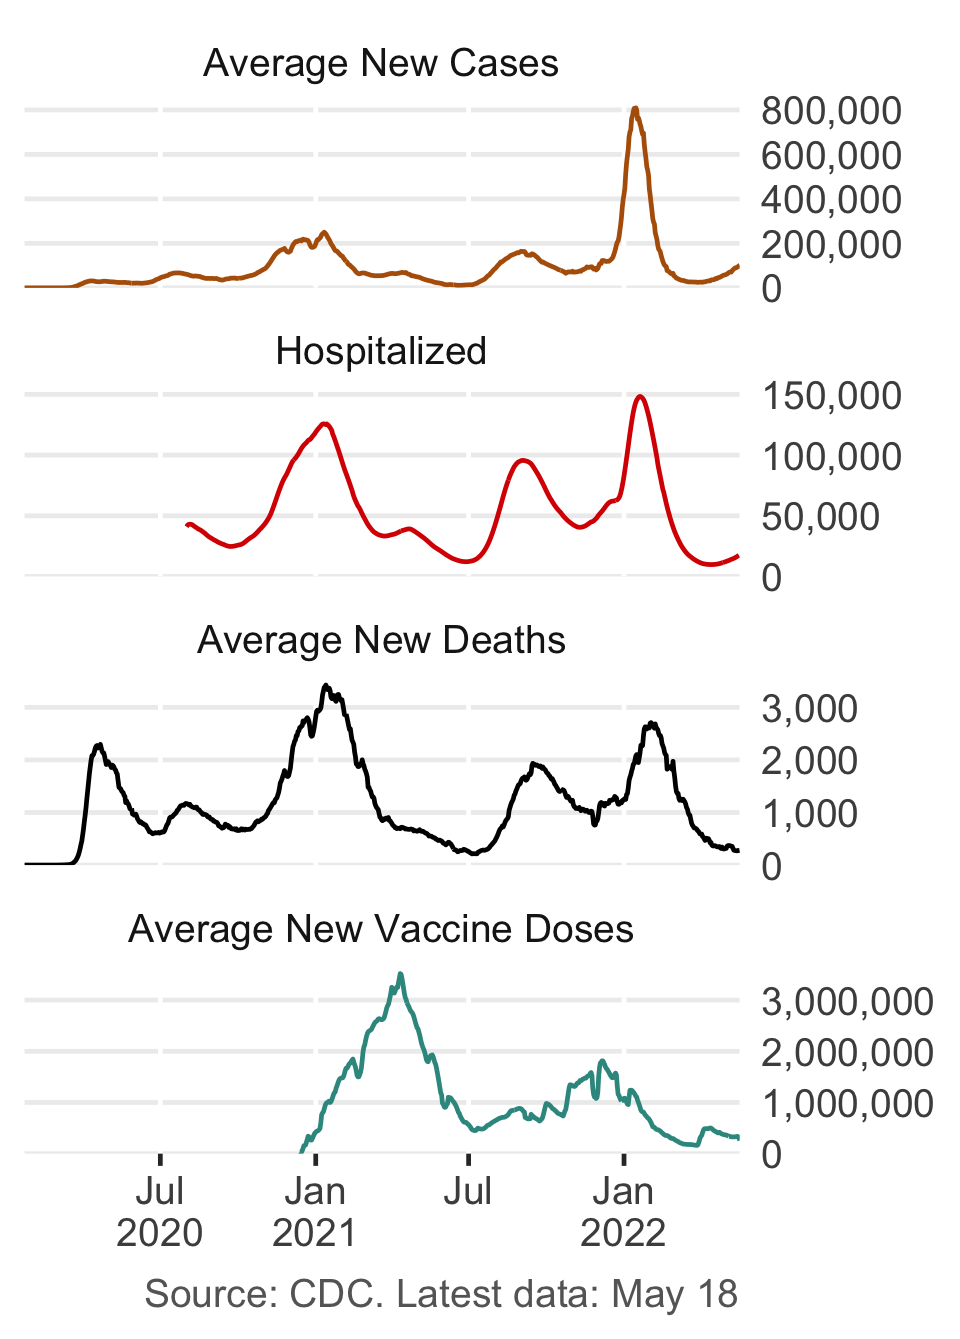 Average New Cases
800,000
600,000
400,000
200,000
0
Hospitalized
150,000
100,000
50,000
0
Average New Deaths
3,000
2,000
1,000
0
Average New Vaccine Doses
3,000,000
2,000,000
1,000,000
0
Jul Jan Jul Jan
2020 2021 2022
Source: CDC. Latest data: May 18